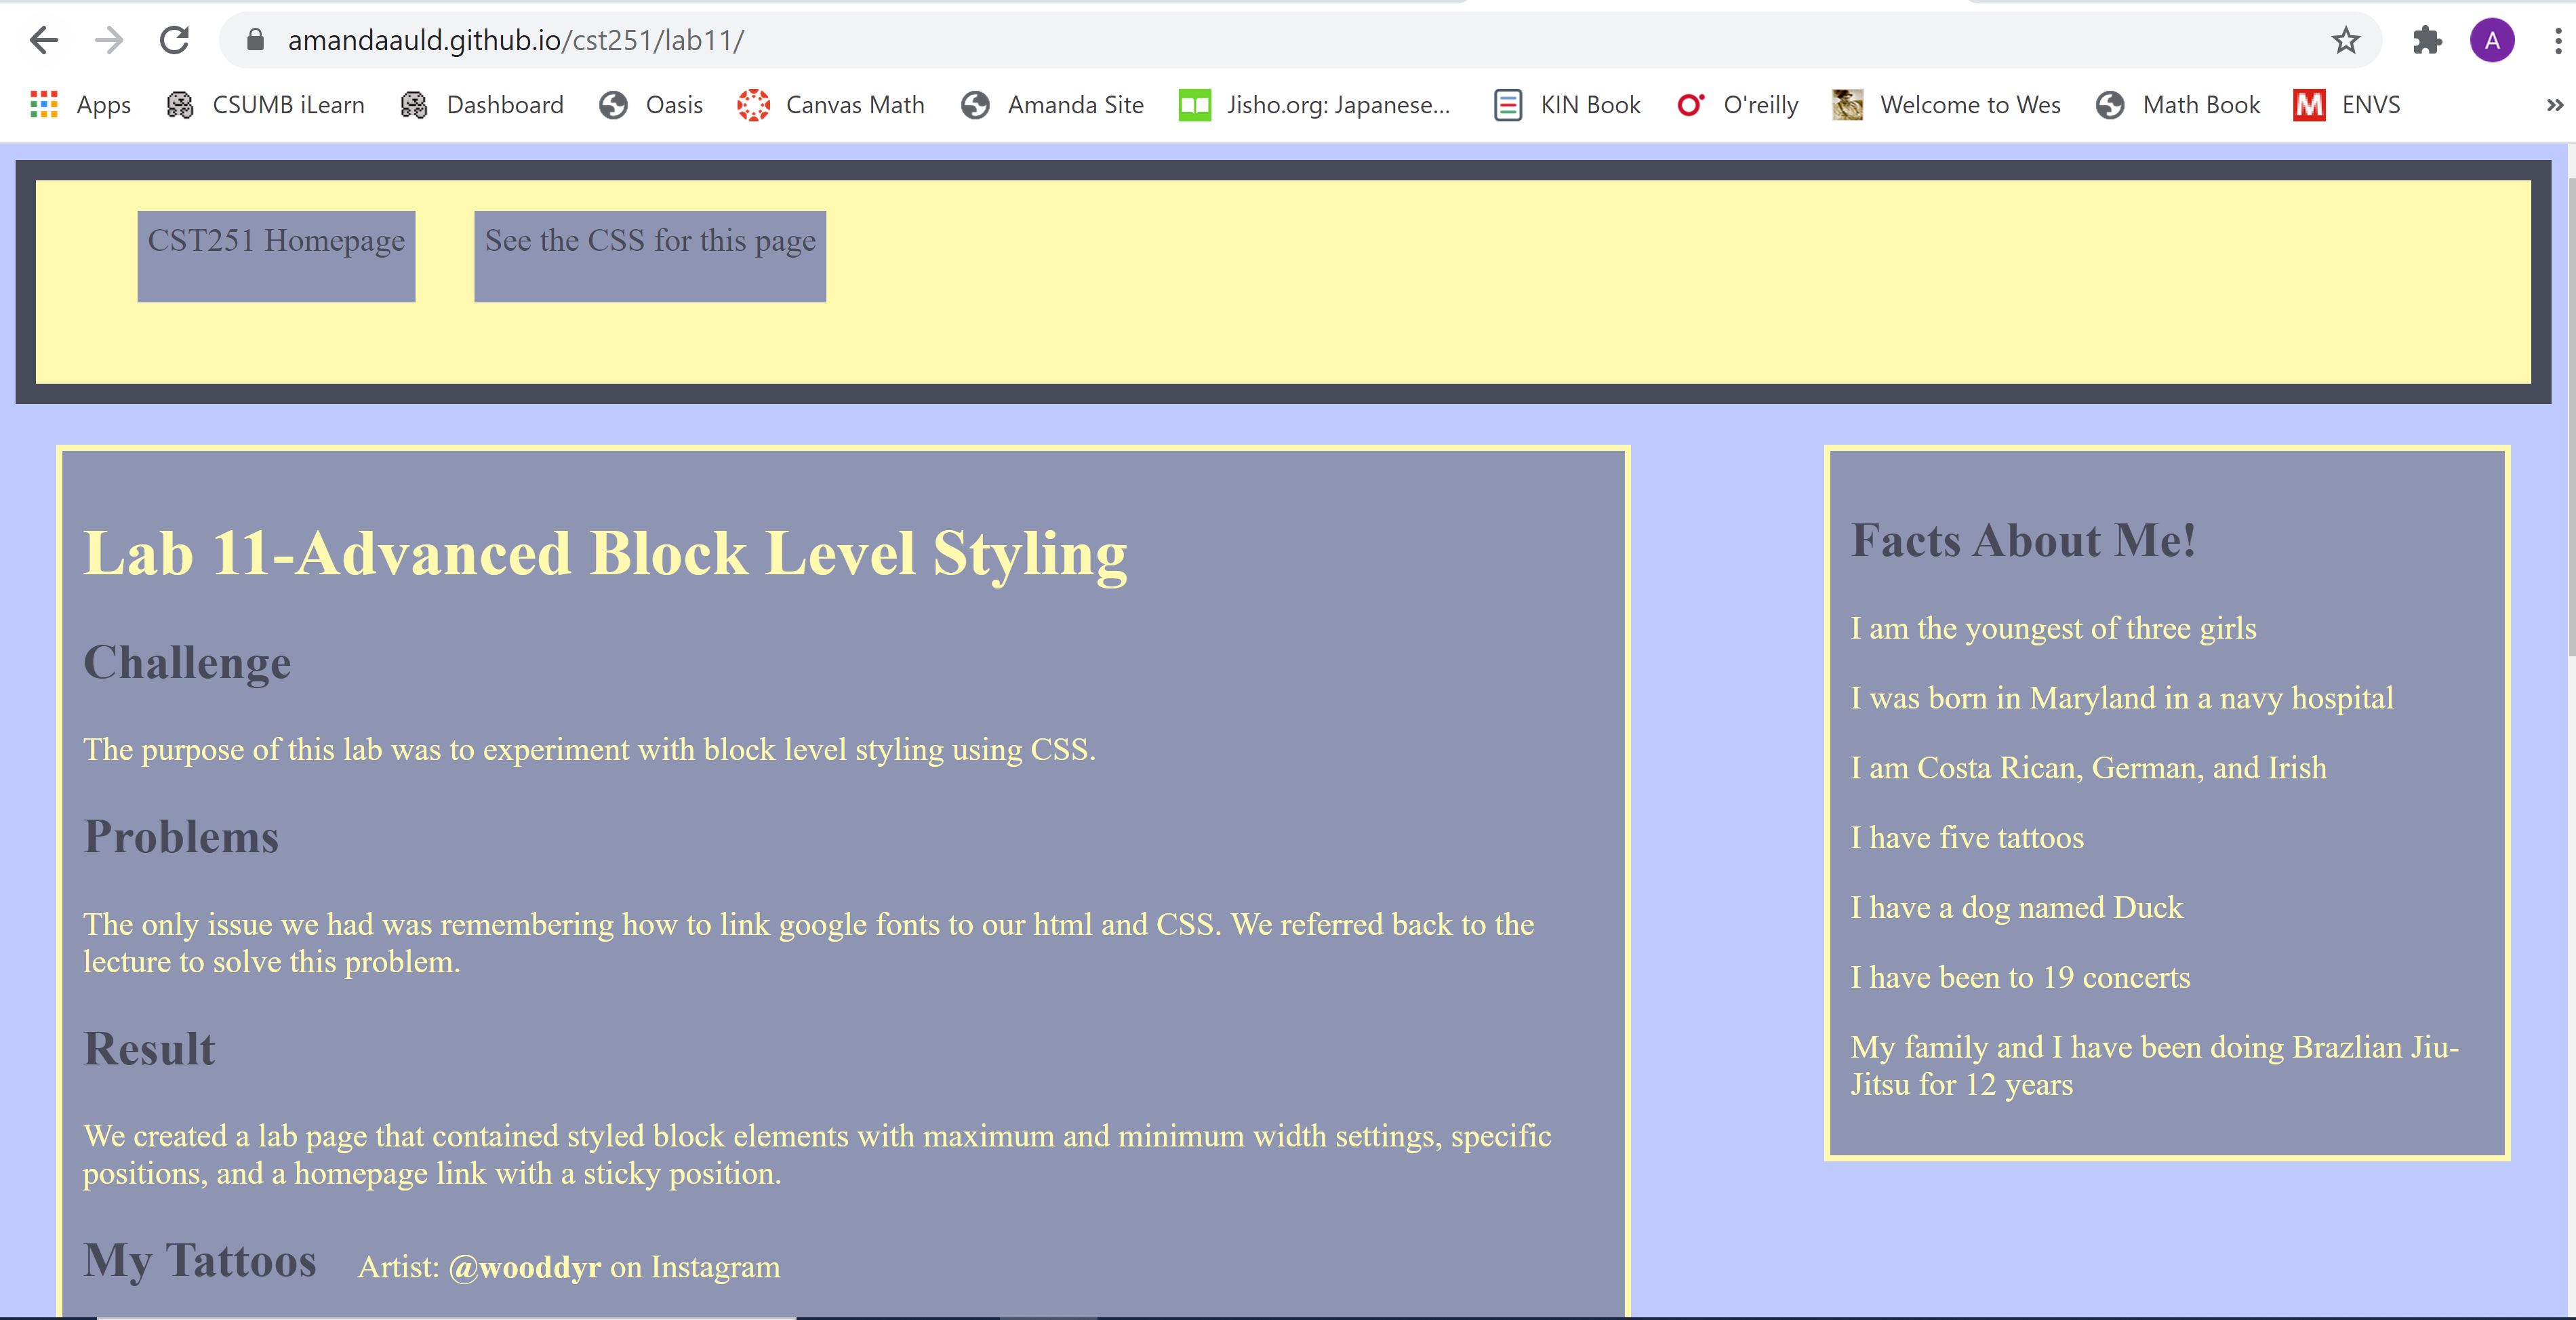 amandaauld.github.io/cst251/lab11/
A
Apps CSUMB iLearn Dashboard Oasis Canvas Math Amanda Site Jisho.org: Japanese... KIN Book O'reilly Welcome to Wes Math Book M ENVS »
CST251 Homepage See the CSS for this page
Lab 11-Advanced Block Level Styling
Challenge
The purpose of this lab was to experiment with block level styling using CSS.
Problems
The only issue we had was remembering how to link google fonts to our html and CSS. We referred back to the
lecture to solve this problem.
Result
We created a lab page that contained styled block elements with maximum and minimum width settings, specific
positions, and a homepage link with a sticky position.
My Tattoos Artist: @wooddyr on Instagram
Facts About Me!
I am the youngest of three girls
I was born in Maryland in a navy hospital
I am Costa Rican, German, and Irish
I have five tattoos
I have a dog named Duck
I have been to 19 concerts
My family and I have been doing Brazlian Jiu-
Jitsu for 12 years